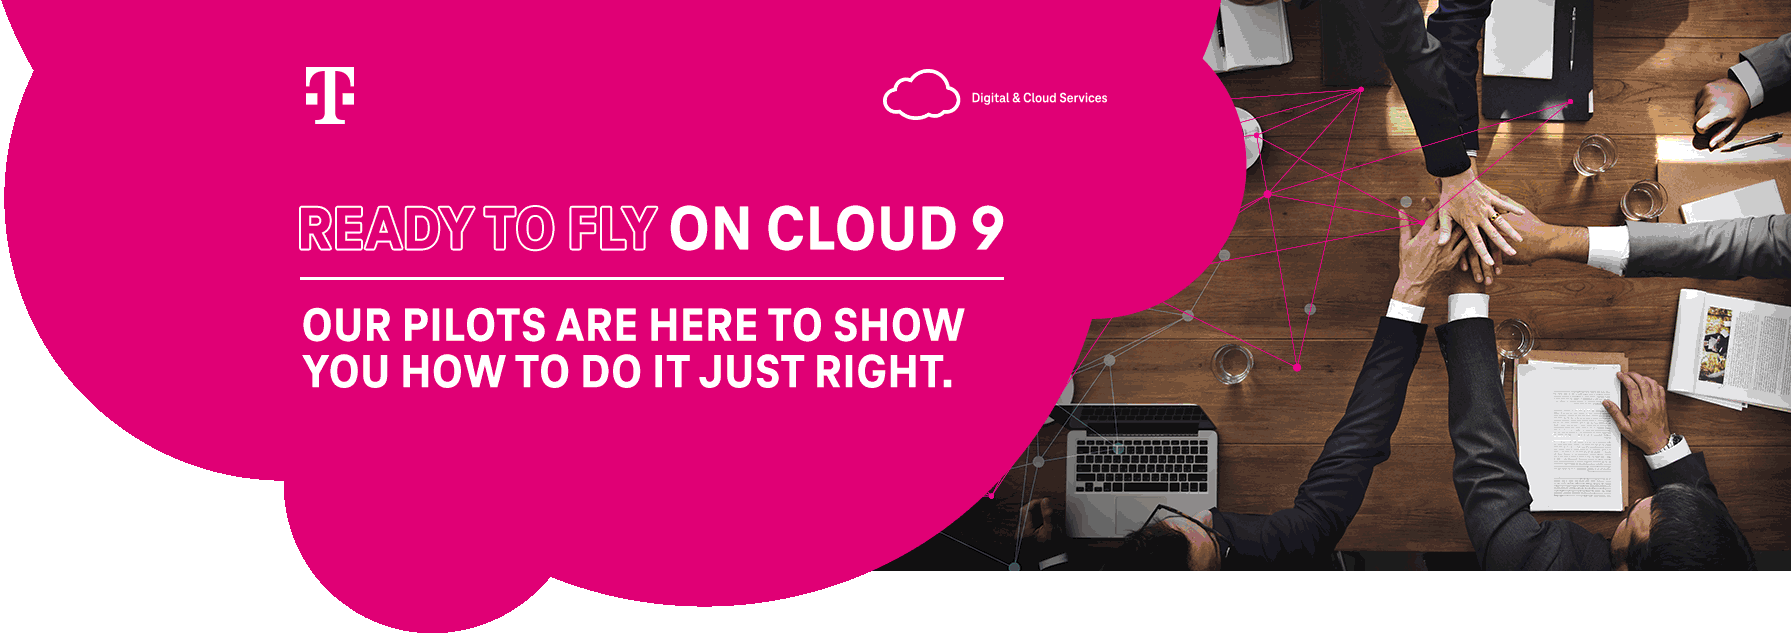 T
Digital & Cloud Services
READY TO FLY ON CLOUD 9
OUR PILOTS ARE HERE TO SHOW
YOU HOW TO DO IT JUST RIGHT.